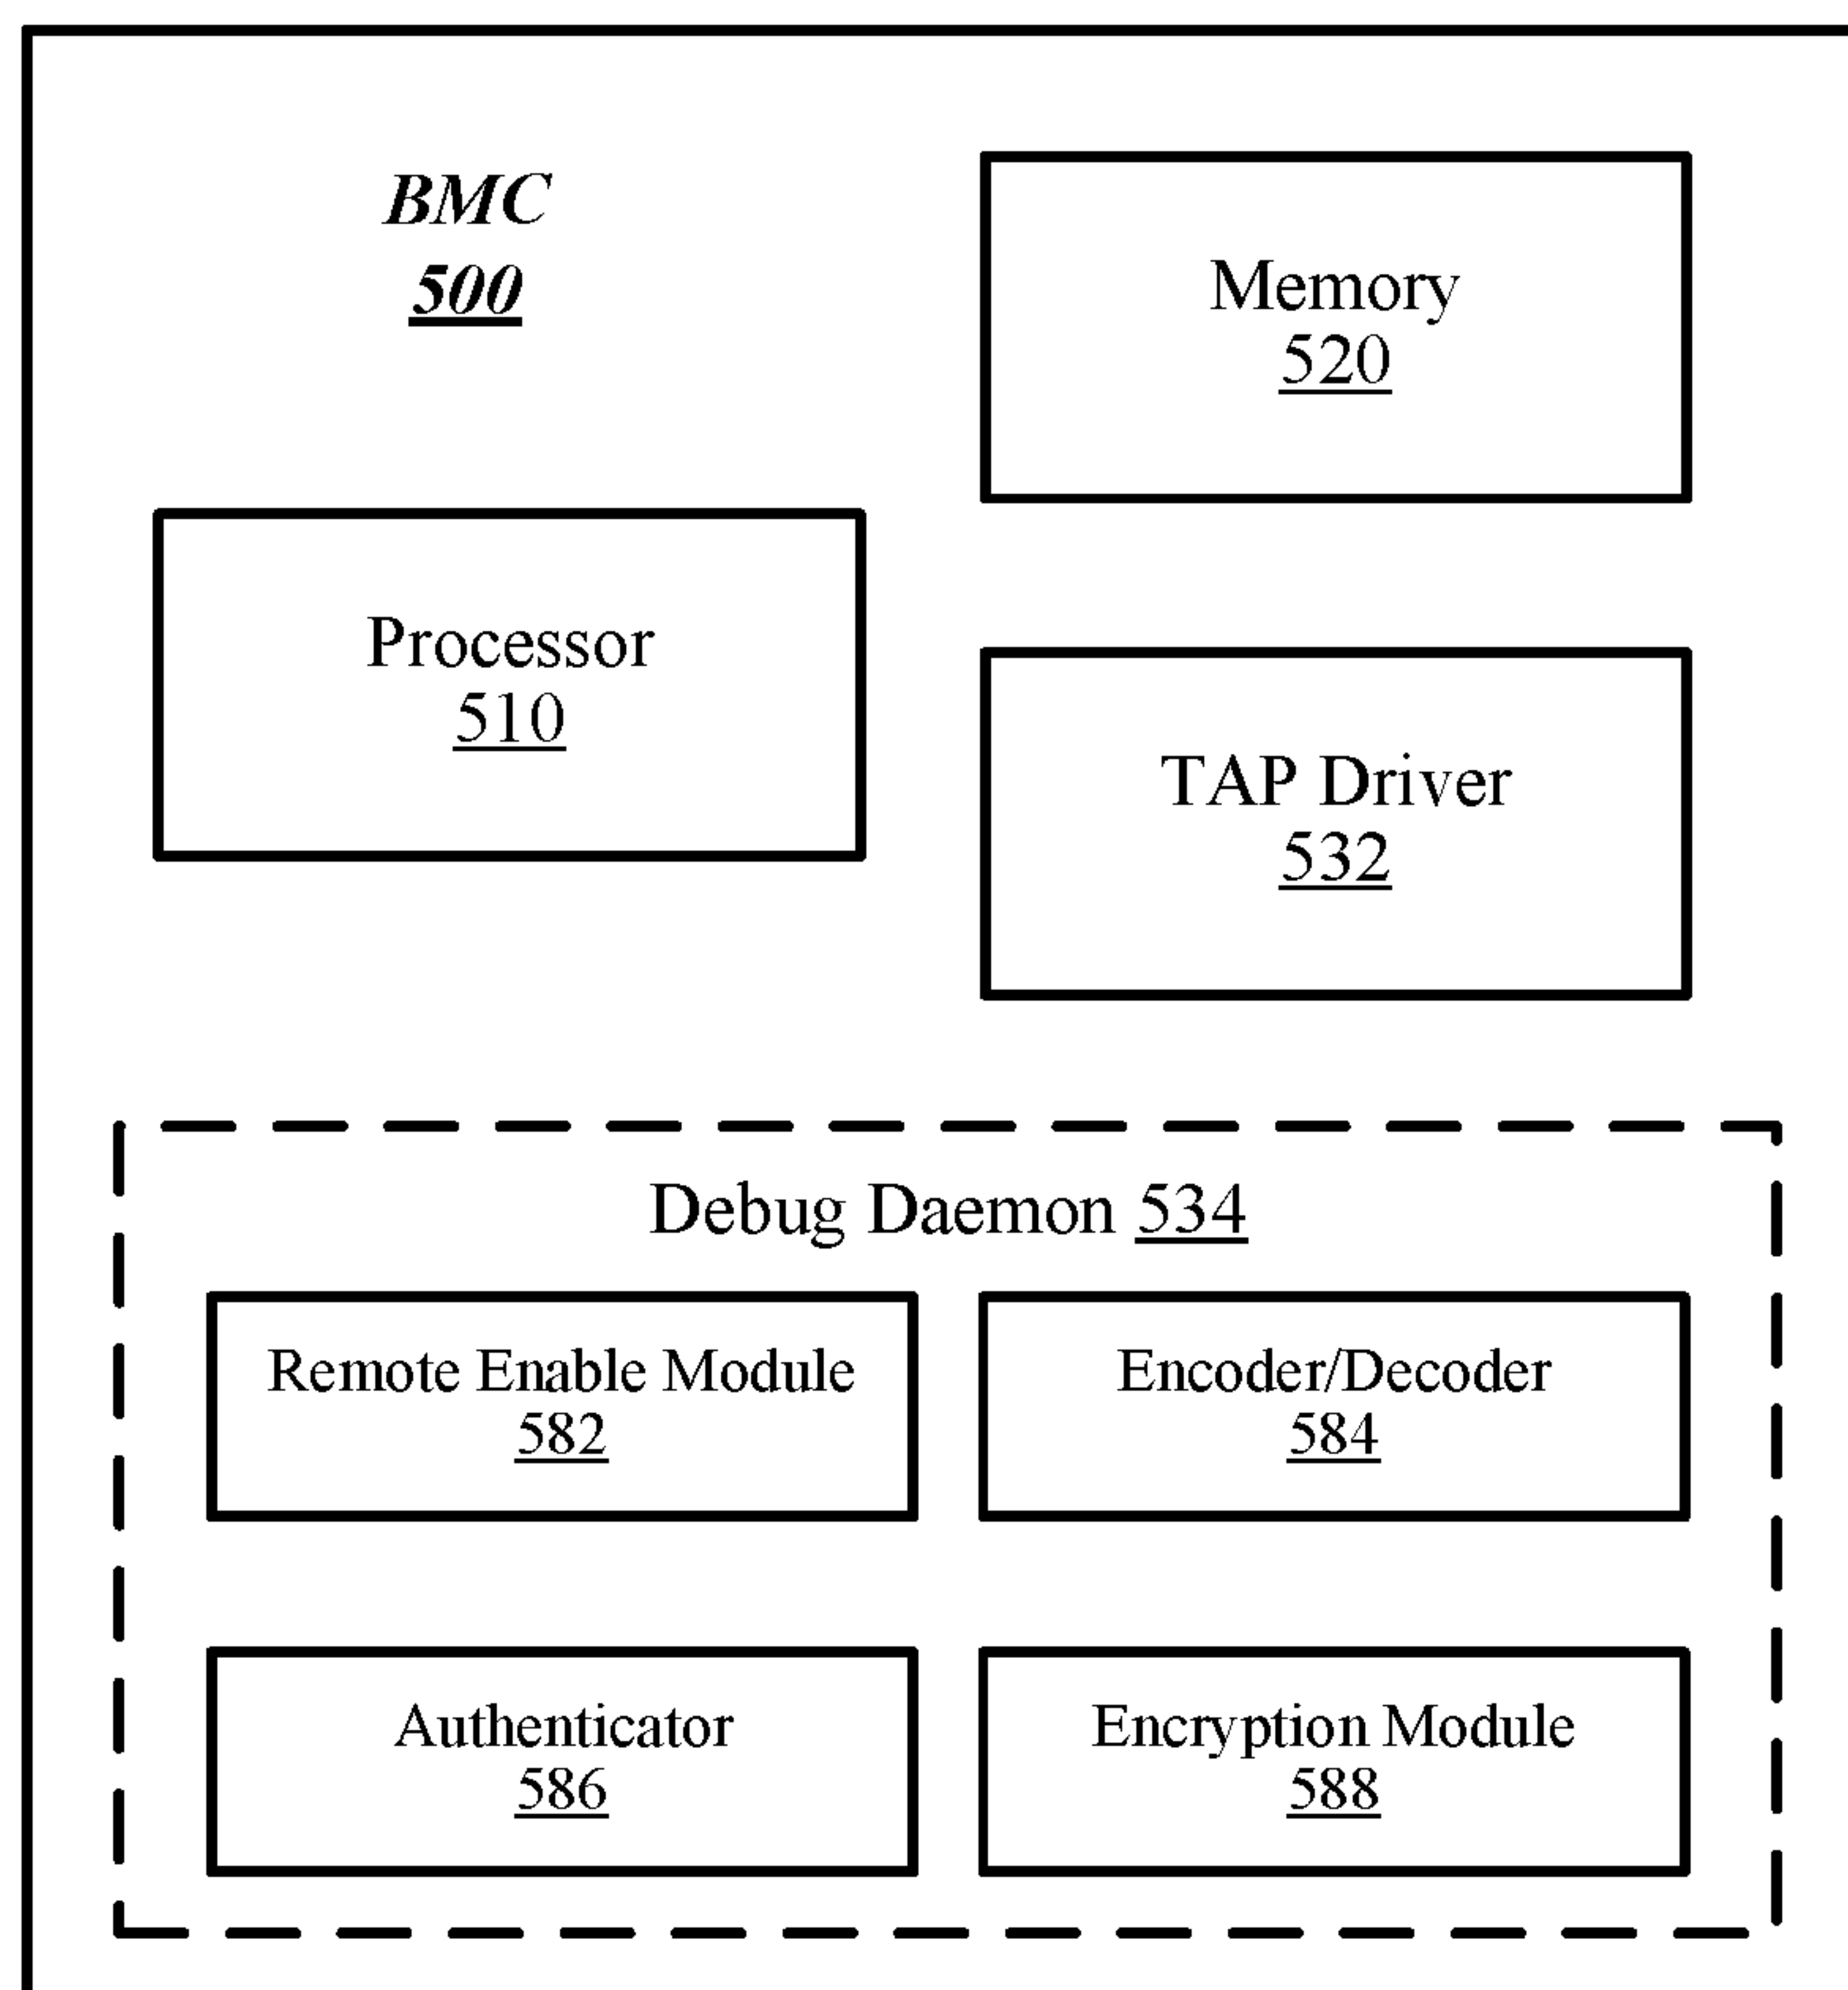 BMC
500
Memory
520
Processor
510
TAP Driver
532
Debug Daemon 534
Remote Enable Module
582
Encoder/Decoder
584
Authenticator
586
Encryption Module
588